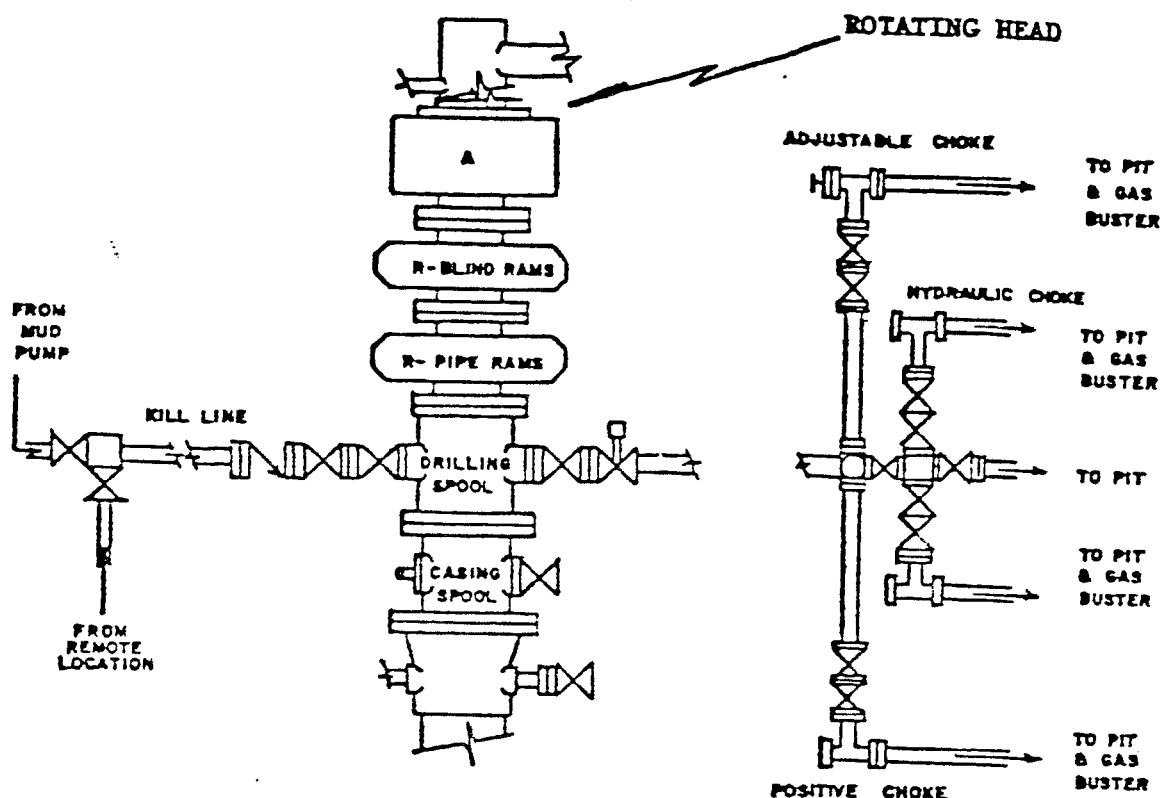 ROTATING HEAD
A
ADJUSTABLE CHOKE
TO PIT
& GAS
BUSTER
R-BLIND RAMS
HYDRAULIC CHOKE
FROM
MUD
PUMP
TO PIT
& GAS
BUSTER
R- PIPE RAMS
KILL LINE
DRILLING
SPOOL
TO PIT
CASING
SPOOL
TO PIT
& GAS
BUSTER
FROM
REMOTE
LOCATION
TO PIT
& GAS
BUSTER
POSITIVE CHOKE